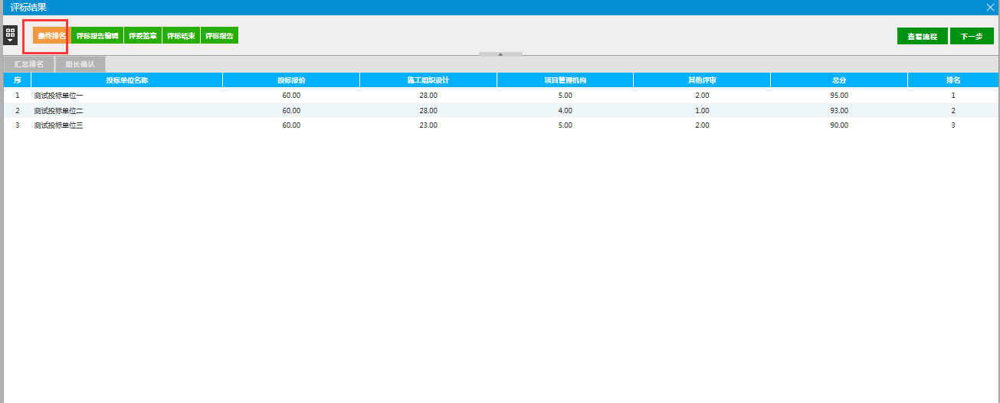 评标结果
最终排名 评标报告编辑 评委签章 评标结束 评标报告 查看流程 下一步
汇总排名 组长确认
序 投标单位名称 投标报价 施工组织设计 项目管理机构 其他评审 总分 排名
1 测试投标单位一 60.00 28.00 5.00 2.00 95.00 1
2 测试投标单位二 60.00 28.00 4.00 1.00 93.00 2
3 测试投标单位三 60.00 23.00 5.00 2.00 90.00 3